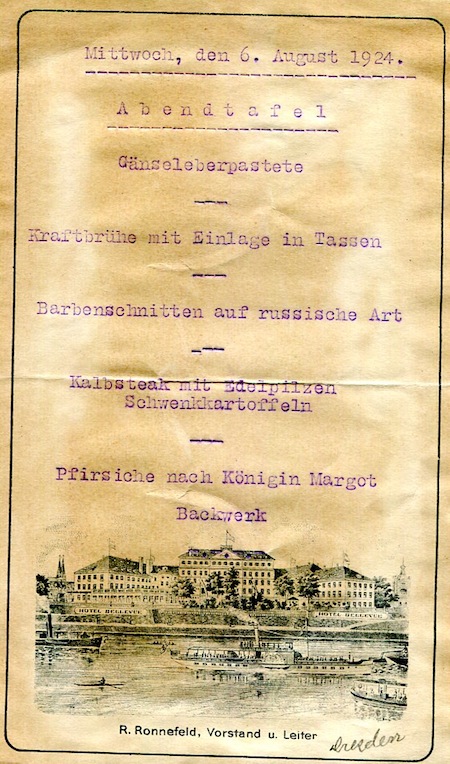 Mittwoch, den 6. August 1924.
Abendtafel
Gänseleberpastete
Kraftbrühe mit Einlage in Tassen
Barbenschnitten auf russische Art
Kalbsteak mit Edelpilzen
Schwenkkartoffeln
Pfirsiche nach Königin Margot
Backwerk
HOTEL BELLEVUE
HOTEL BELLEVUE
R. Ronnefeld, Vorstand u. Leiter
Dresden